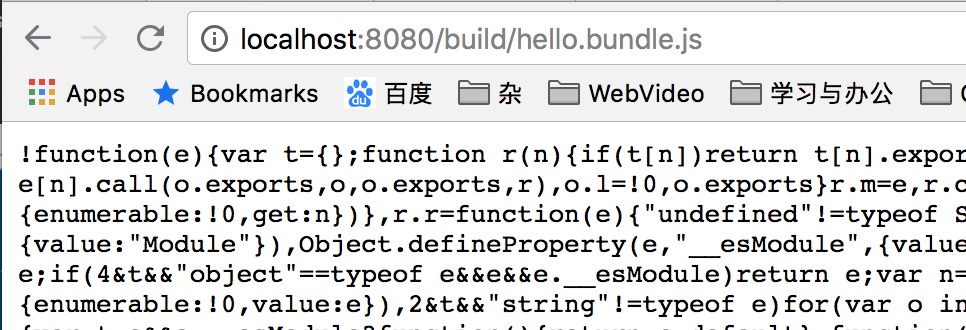 localhost:8080/build/hello.bundle.js
Apps Bookmarks du 百度 杂 WebVideo 学习与办公
!function(e){var t={};function r(n){if(t[n])return t[n].expor
e[n].call(o.exports,o,o.exports,r),o.l=!0,o.exports}r.m=e,r.c
{enumerable:!0,get:n})},r.r=function(e){"undefined"!=typeof S
{value:"Module"}),Object.defineProperty(e,"__esModule",{value
e;if(4&t&&"object"==typeof e&&e&&e.__esModule)return e;var n=
{enumerable:!0,value:e}),2&t&&"string"!=typeof e)for(var o in